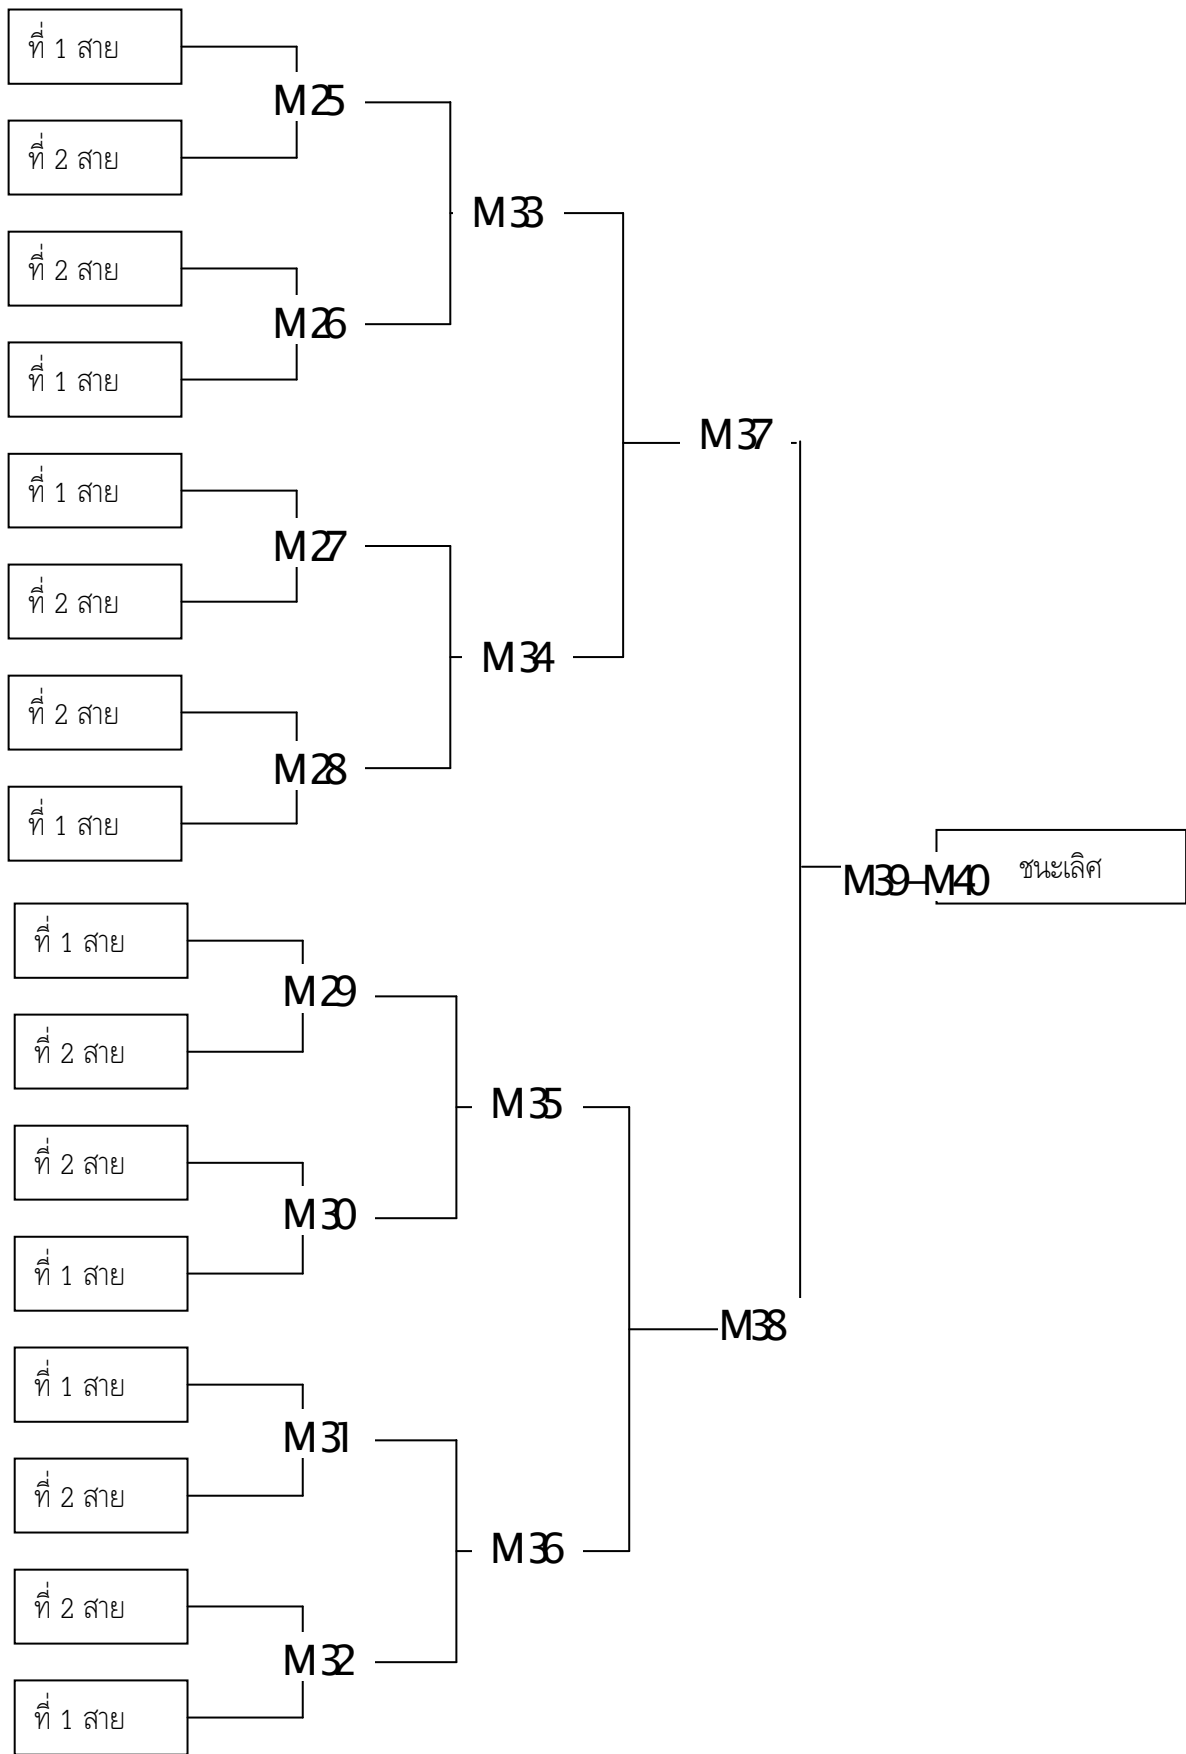 ที่ 1 สาย
M25
ที่ 2 สาย
M33
ที่ 2 สาย
M26
ที่ 1 สาย
M37
ที่ 1 สาย
M27
ที่ 2 สาย
M34
ที่ 2 สาย
M28
ที่ 1 สาย
M39-M40 ชนะเลิศ
ที่ 1 สาย
M29
ที่ 2 สาย
M35
ที่ 2 สาย
M30
ที่ 1 สาย
M38
ที่ 1 สาย
M31
ที่ 2 สาย
M36
ที่ 2 สาย
M32
ที่ 1 สาย